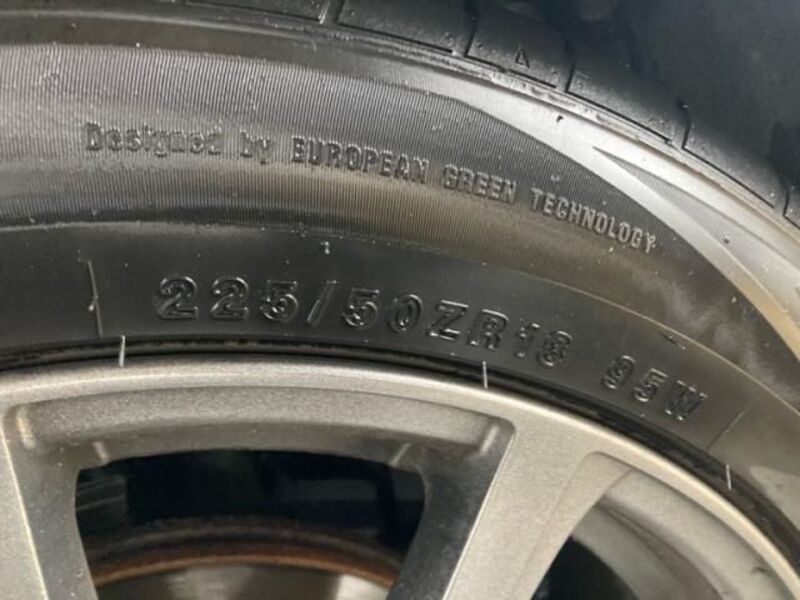 Designed by EUROPEAN GREEN TECHNOLOGY
225/50ZR18 95W